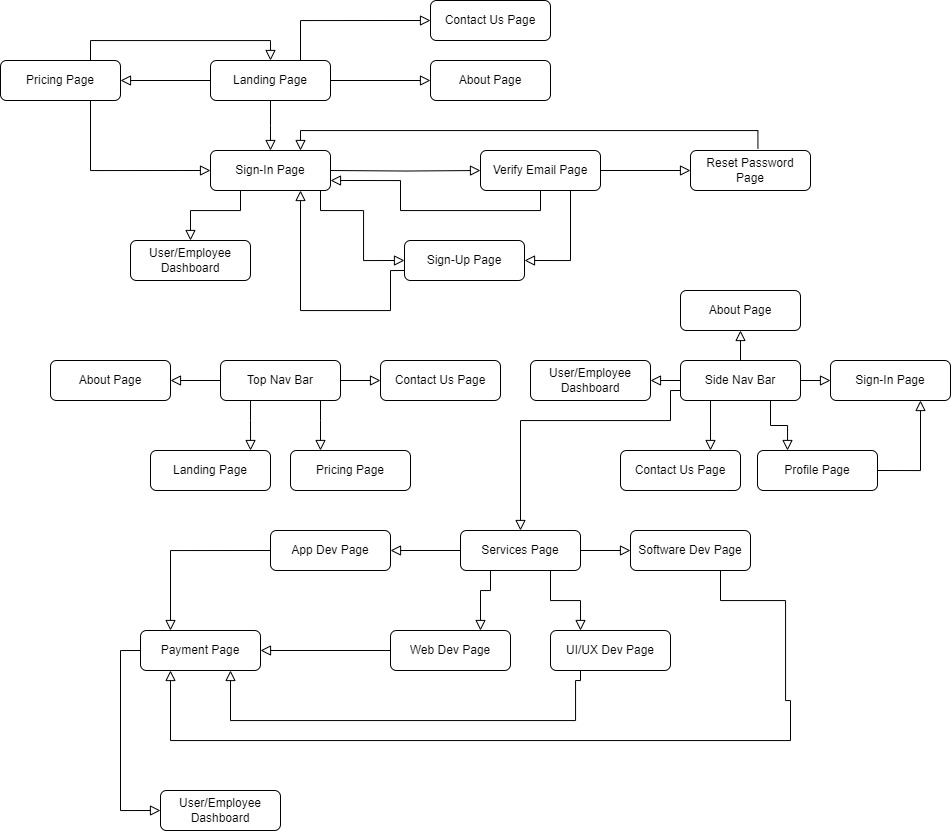 Contact Us Page
Pricing Page
Landing Page
About Page
Sign-In Page
Verify Email Page
Reset Password
Page
User/Employee
Dashboard
Sign-Up Page
About Page
About Page
Top Nav Bar
Contact Us Page
User/Employee
Dashboard
Side Nav Bar
Sign-In Page
Landing Page
Pricing Page
Contact Us Page
Profile Page
App Dev Page
Services Page
Software Dev Page
Payment Page
Web Dev Page
UI/UX Dev Page
User/Employee
Dashboard